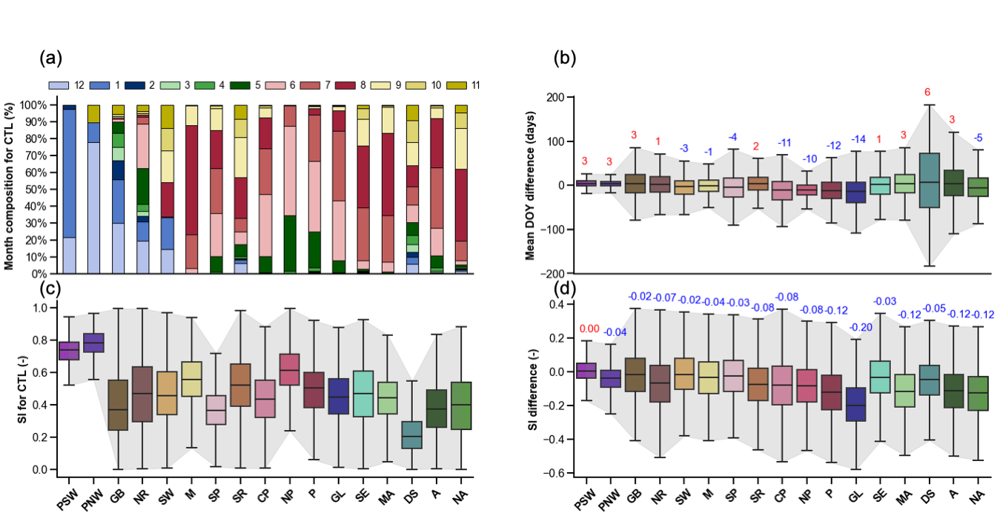 (a)
12 1 2 3 4 5 6 7 8 9 10 11
Month composition for CTL (%)
100%
90%
80%
70%
60%
50%
40%
30%
20%
10%
0%
(b)
Mean DOY difference (days)
200
100
0
−100
−200
3 3 3 1 -3 -1 -4 2 -11 -10 -12 -14 1 3 6 3 -5
(c)
SI for CTL (-)
1.0
0.8
0.6
0.4
0.2
0.0
PSW PNW GB NR SW M SP SR CP NP P GL SE MA DS A NA
(d)
SI difference (-)
0.4
0.2
0.0
−0.2
−0.4
−0.6
0.00 -0.04 -0.02 -0.07 -0.02 -0.04 -0.03 -0.08 -0.08 -0.08 -0.12 -0.20 -0.03 -0.12 -0.05 -0.12 -0.12
PSW PNW GB NR SW M SP SR CP NP P GL SE MA DS A NA